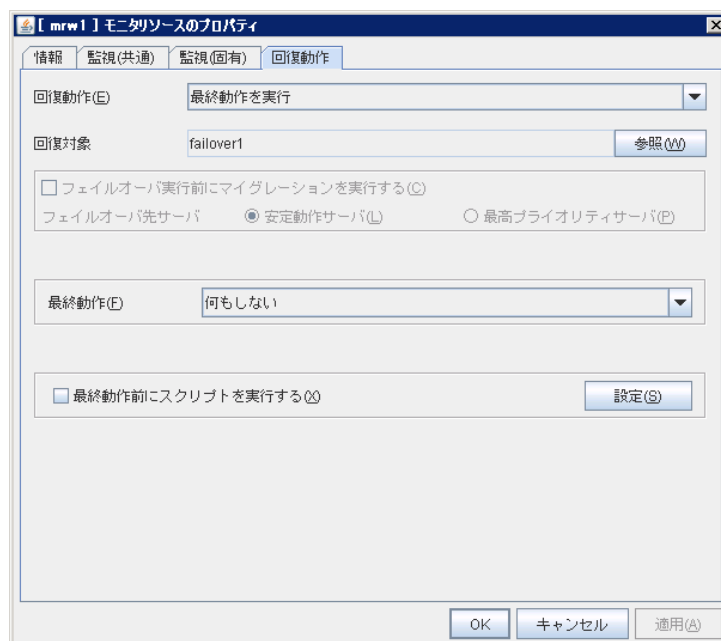 [ mrw1 ] モニタリソースのプロパティ
情報 監視(共通) 監視(固有) 回復動作
回復動作(E) 最終動作を実行
回復対象 failover1 参照(W)
フェイルオーバ実行前にマイグレーションを実行する(C)
フェイルオーバ先サーバ 安定動作サーバ(L) 最高プライオリティサーバ(P)
最終動作(F) 何もしない
最終動作前にスクリプトを実行する(X) 設定(S)
OK キャンセル 適用(A)